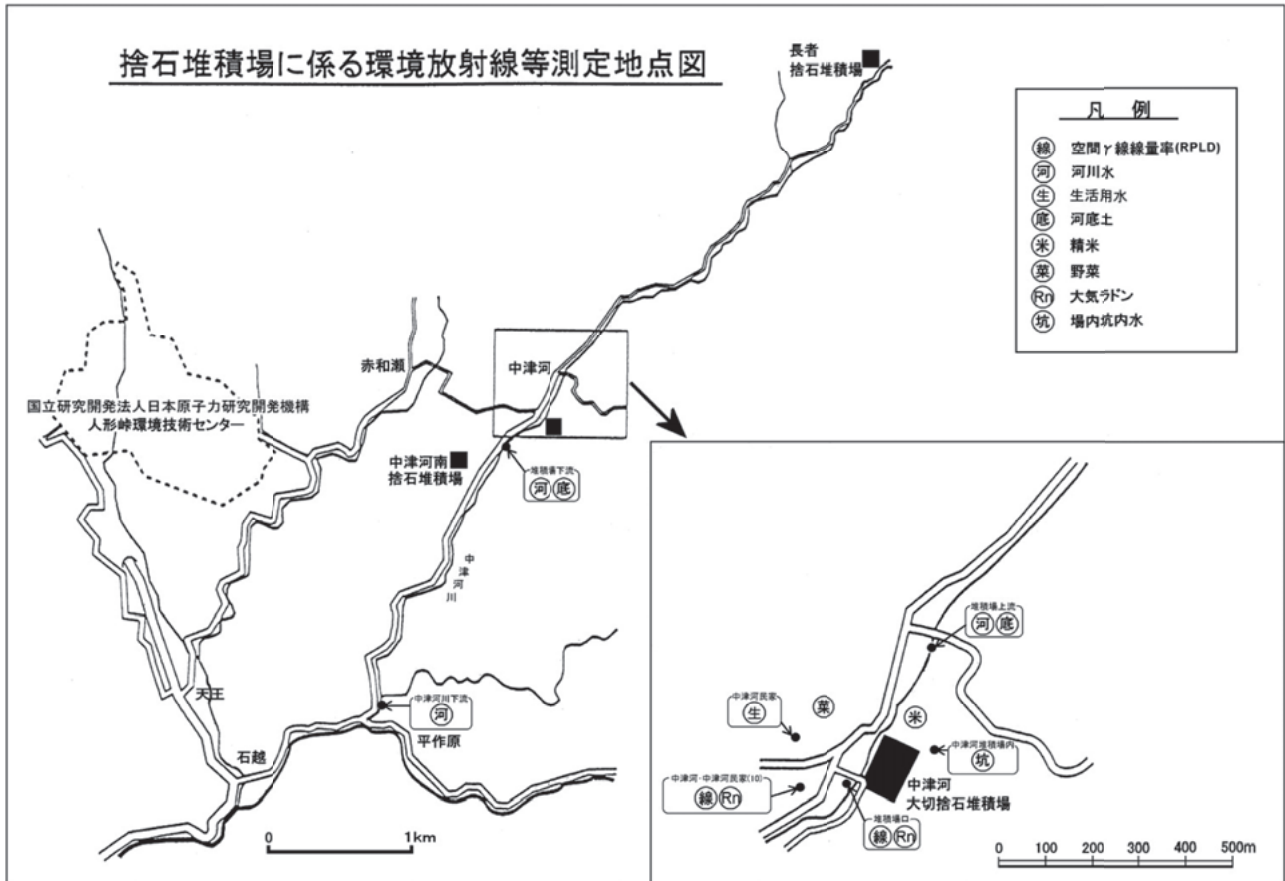 捨石堆積場に係る環境放射線等測定地点図
長者
捨石堆積場
凡 例
線 空間γ線線量率(RPLD)
河 河川水
生 生活用水
底 河底土
米 精米
菜 野菜
Rn 大気ラドン
坑 場内坑内水
赤和瀬
中津河
国立研究開発法人日本原子力研究開発機構
人形峠環境技術センター
中津河南
捨石堆積場
堆積場下流
河 底
中津河川
天王
中津河川下流
河
平作原
石越
0 1km
堆積場上流
河 底
中津河民家
生
菜
米
中津河堆積場内
坑
中津河・中津河民家(10)
線 Rn
中津河
大切捨石堆積場
堆積場口
線 Rn
0 100 200 300 400 500m